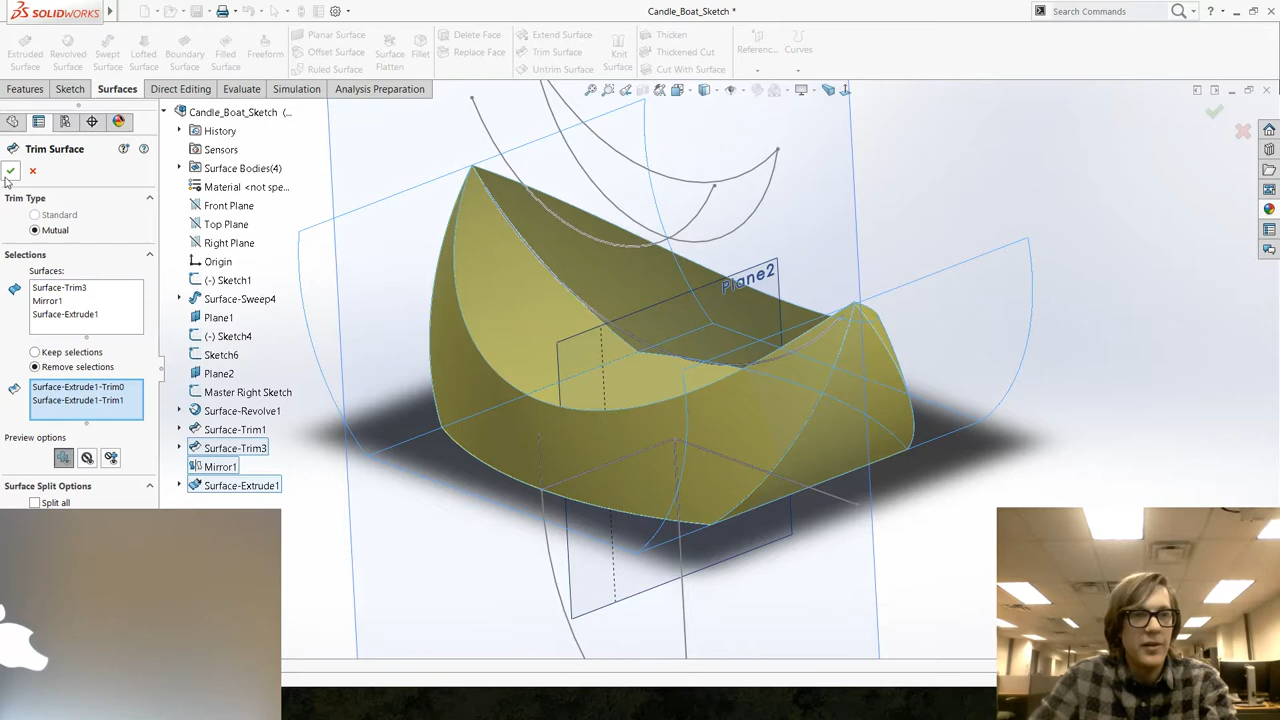 SOLIDWORKS
Candle_Boat_Sketch *
Search Commands
Extruded Surface
Revolved Surface
Swept Surface
Lofted Surface
Boundary Surface
Filled Surface
Freeform
Planar Surface
Offset Surface
Ruled Surface
Surface Flatten
Fillet
Delete Face
Replace Face
Extend Surface
Trim Surface
Untrim Surface
Knit Surface
Thicken
Thickened Cut
Cut With Surface
Referenc...
Curves
Features
Sketch
Surfaces
Direct Editing
Evaluate
Simulation
Analysis Preparation
Trim Surface
Trim Type
Standard
Mutual
Selections
Surfaces:
Surface-Trim3
Mirror1
Surface-Extrude1
Keep selections
Remove selections
Surface-Extrude1-Trim0
Surface-Extrude1-Trim1
Preview options
Surface Split Options
Split all
Candle_Boat_Sketch (...
History
Sensors
Surface Bodies(4)
Material <not spe...
Front Plane
Top Plane
Right Plane
Origin
(-) Sketch1
Surface-Sweep4
Plane1
(-) Sketch4
Sketch6
Plane2
Master Right Sketch
Surface-Revolve1
Surface-Trim1
Surface-Trim3
Mirror1
Surface-Extrude1
Plane2